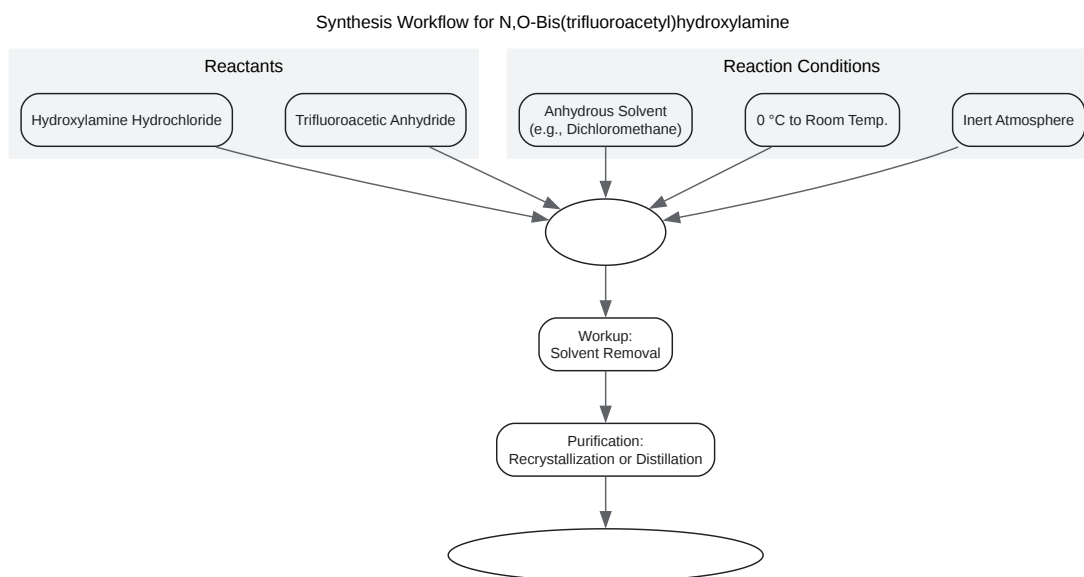 Synthesis Workflow for N,O-Bis(trifluoroacetyl)hydroxylamine
Reactants
Reaction Conditions
Hydroxylamine Hydrochloride
Trifluoroacetic Anhydride
Anhydrous Solvent
(e.g., Dichloromethane)
0 °C to Room Temp.
Inert Atmosphere
Workup:
Solvent Removal
Purification:
Recrystallization or Distillation